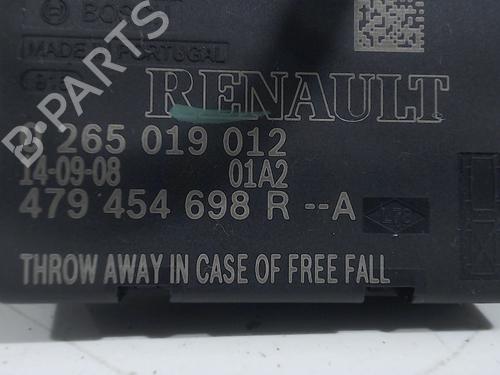 BOSCH
MADE IN PORTUGAL
RENAULT
265 019 012
14-09-08 01A2
479 454 698 R --A
THROW AWAY IN CASE OF FREE FALL
B-PARTS